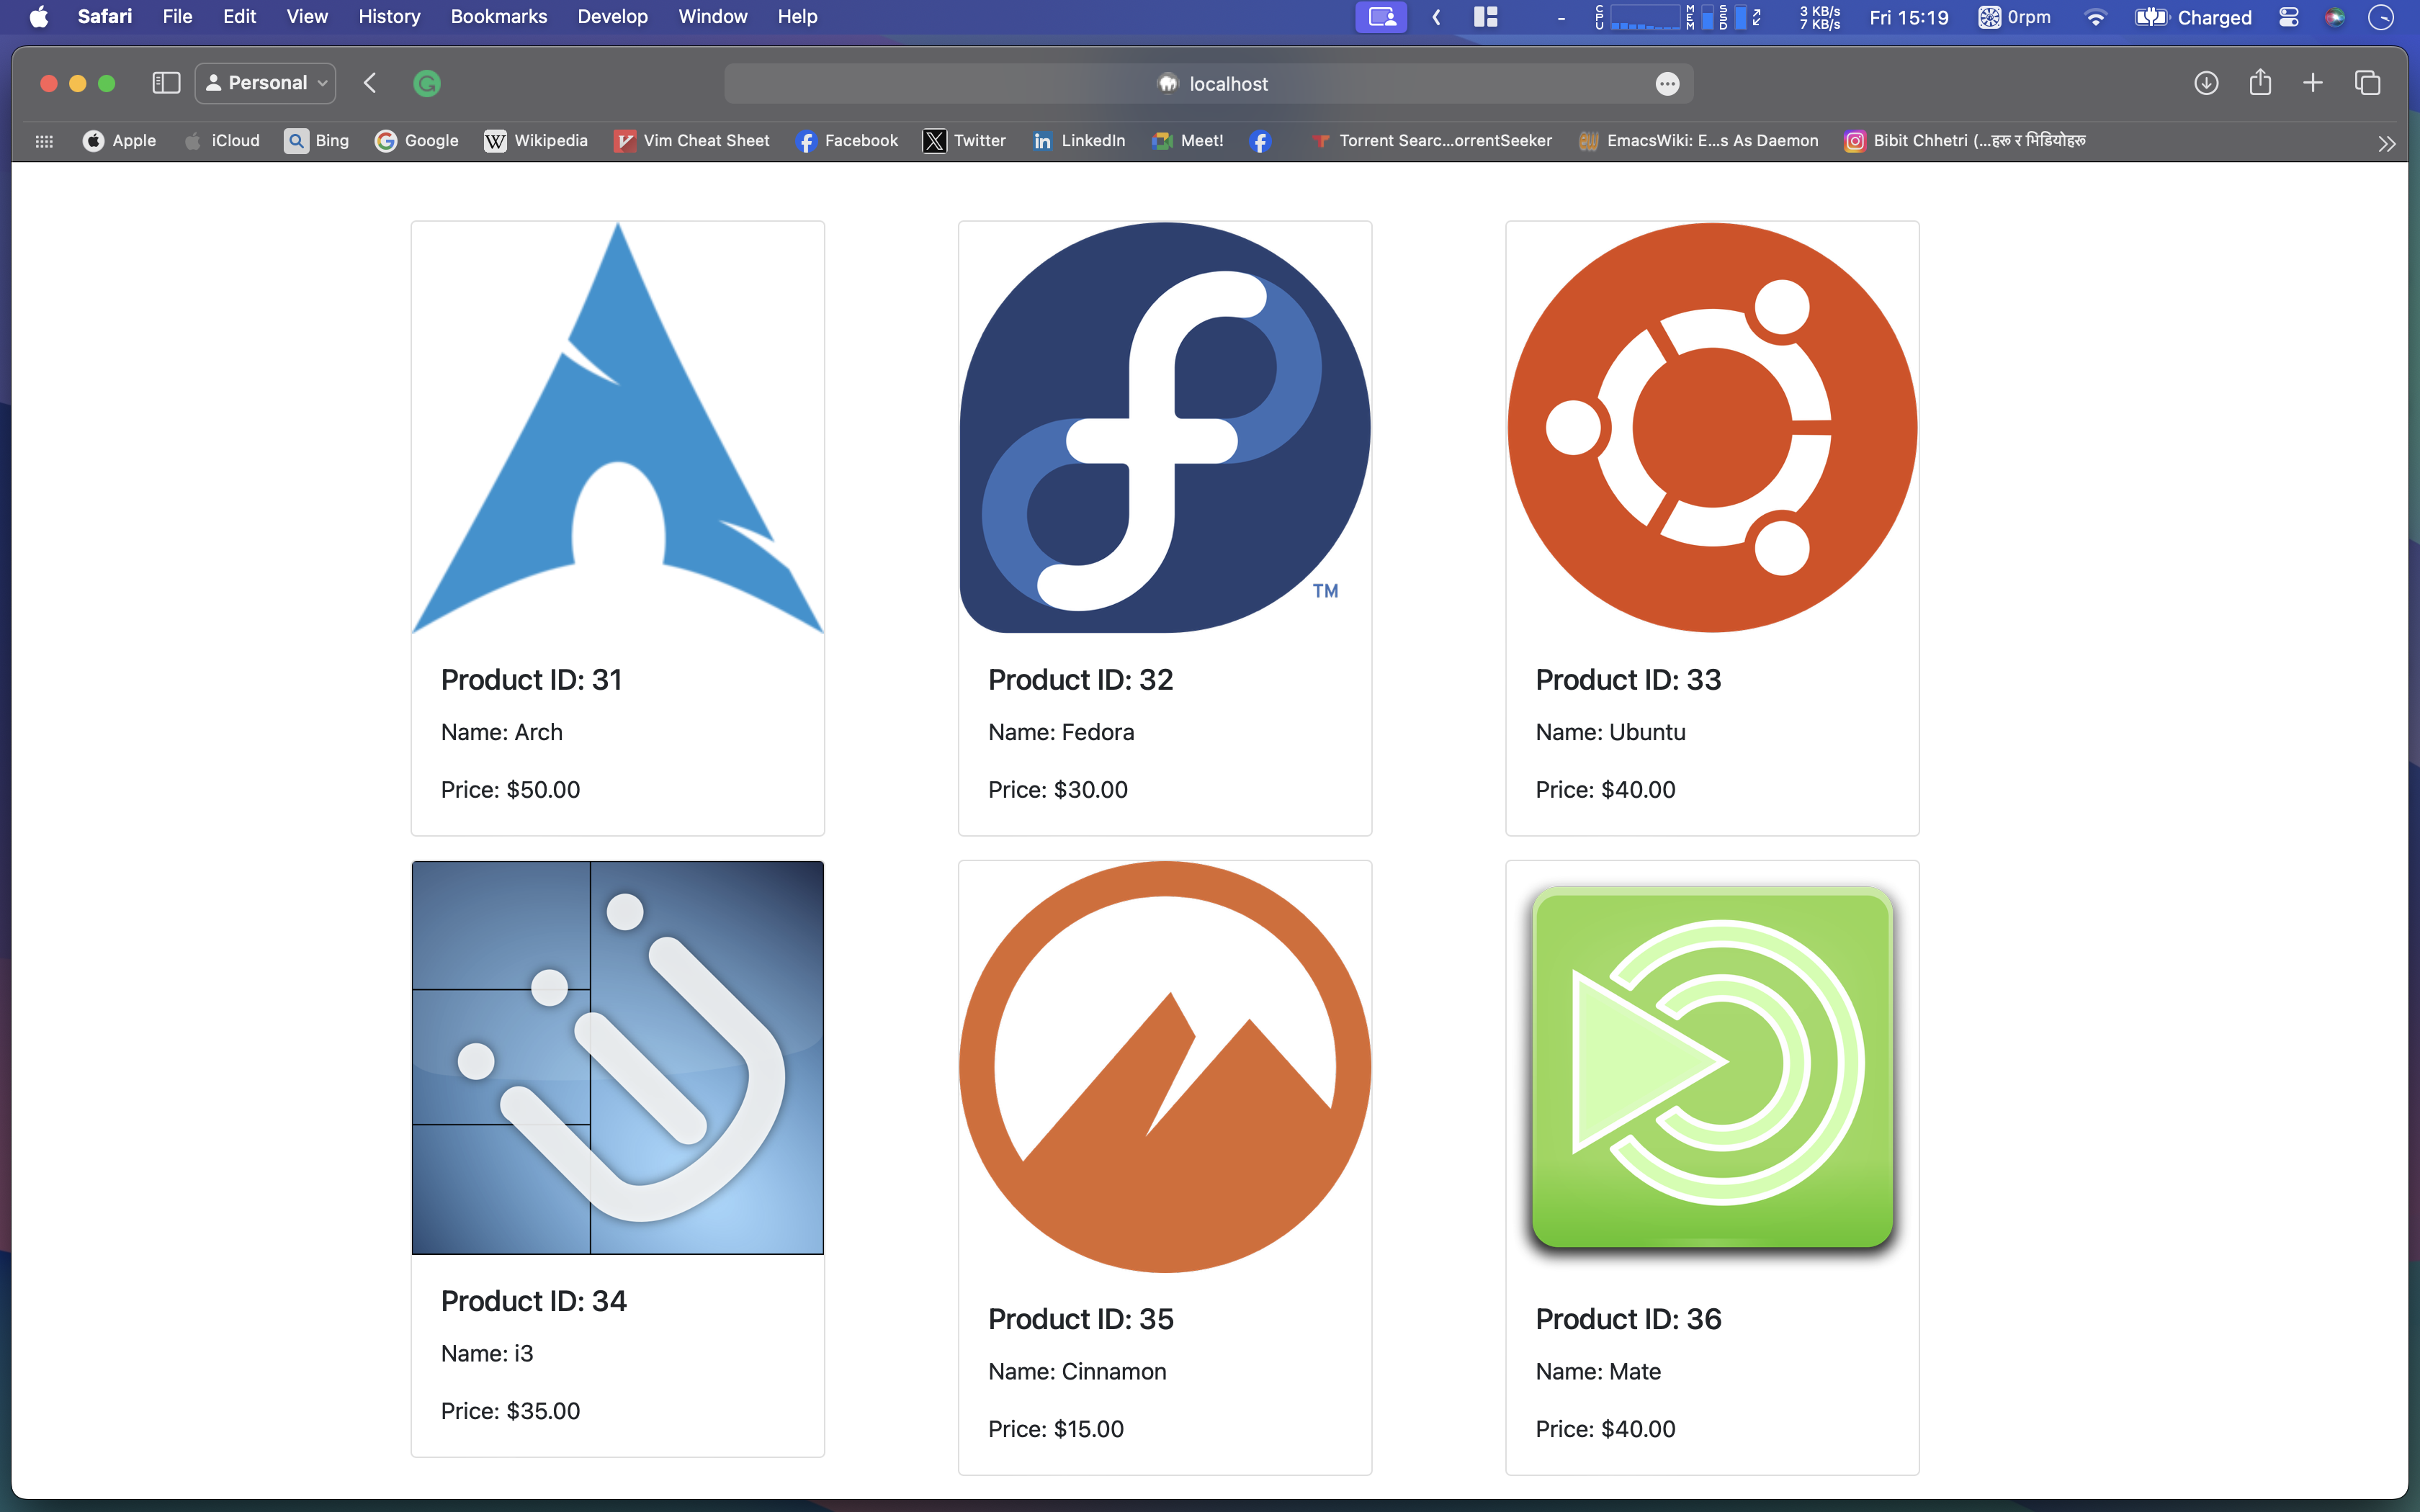 Safari File Edit View History Bookmarks Develop Window Help - CPU MEM SSD 3 KB/s 7 KB/s Fri 15:19 0rpm Charged
Personal localhost
Apple iCloud Bing Google Wikipedia Vim Cheat Sheet Facebook Twitter LinkedIn Meet! Torrent Searc...orrentSeeker EmacsWiki: E...s As Daemon Bibit Chhetri (...हरू र भिडियोहरू
TM
Product ID: 31
Name: Arch
Price: $50.00
Product ID: 32
Name: Fedora
Price: $30.00
Product ID: 33
Name: Ubuntu
Price: $40.00
Product ID: 34
Name: i3
Price: $35.00
Product ID: 35
Name: Cinnamon
Price: $15.00
Product ID: 36
Name: Mate
Price: $40.00